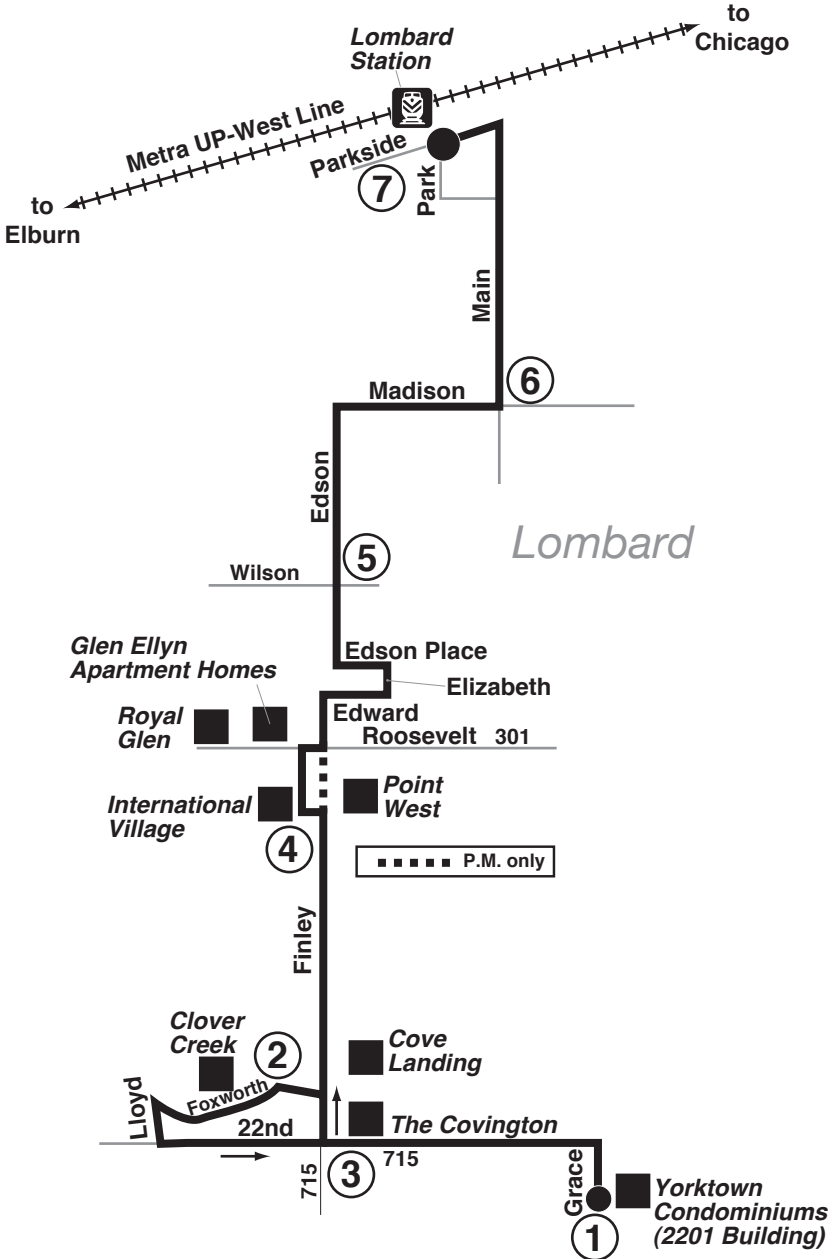 to
Chicago
Lombard
Station
Metra UP-West Line
Parkside
7
Park
to
Elburn
Main
6
Madison
Edson
Lombard
5
Wilson
Glen Ellyn
Apartment Homes
Edson Place
Elizabeth
Royal
Glen
Edward
Roosevelt 301
International
Village
Point
West
4
P.M. only
Finley
Clover
Creek
2
Cove
Landing
Lloyd
Foxworth
22nd
The Covington
715
3
715
Grace
1
Yorktown
Condominiums
(2201 Building)